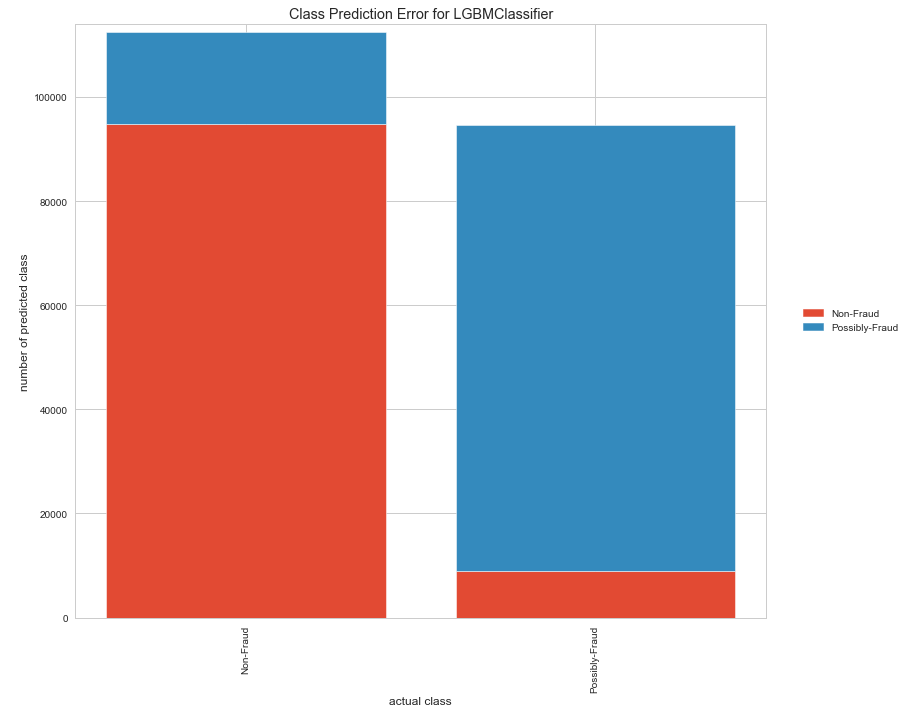 Class Prediction Error for LGBMClassifier
number of predicted class
100000
80000
60000
40000
20000
0
Non-Fraud
Possibly-Fraud
actual class
Non-Fraud
Possibly-Fraud